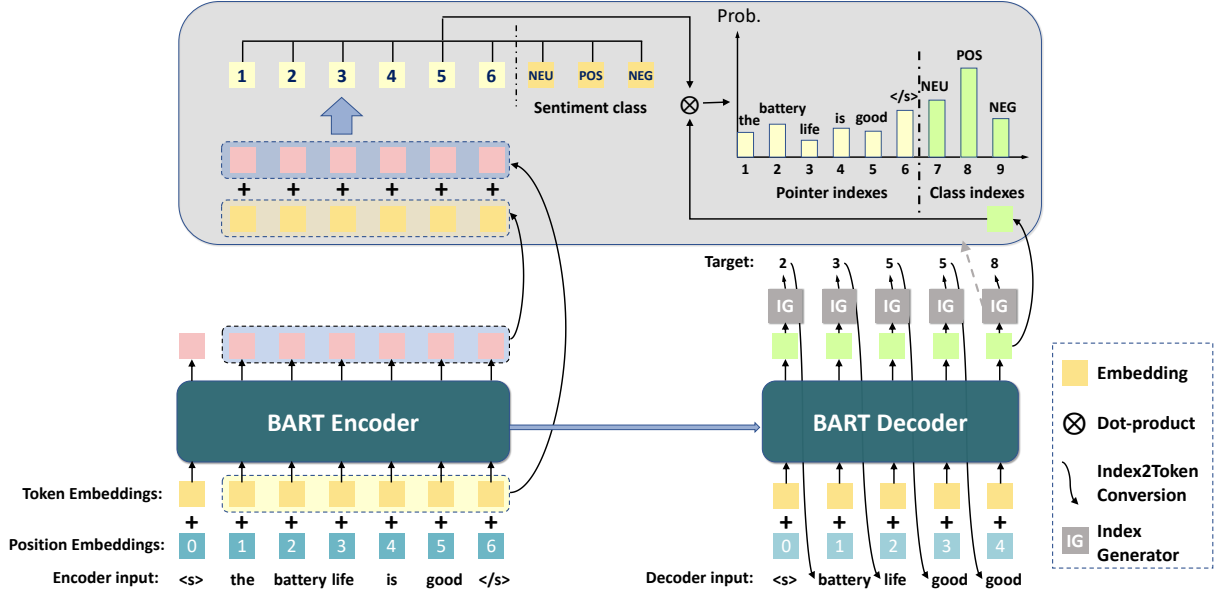 Prob.
1 2 3 4 5 6 NEU POS NEG
Sentiment class
the battery life is good </s> NEU POS NEG
1 2 3 4 5 6 7 8 9
Pointer indexes Class indexes
+ + + + + +
Target: 2 3 5 5 8
IG IG IG IG IG
BART Encoder
BART Decoder
Token Embeddings:
+ + + + + + + + + + + +
Position Embeddings: 0 1 2 3 4 5 6
0 1 2 3 4
Encoder input: <s> the battery life is good </s>
Decoder input: <s> battery life good good
Embedding
Dot-product
Index2Token
Conversion
IG Index
Generator